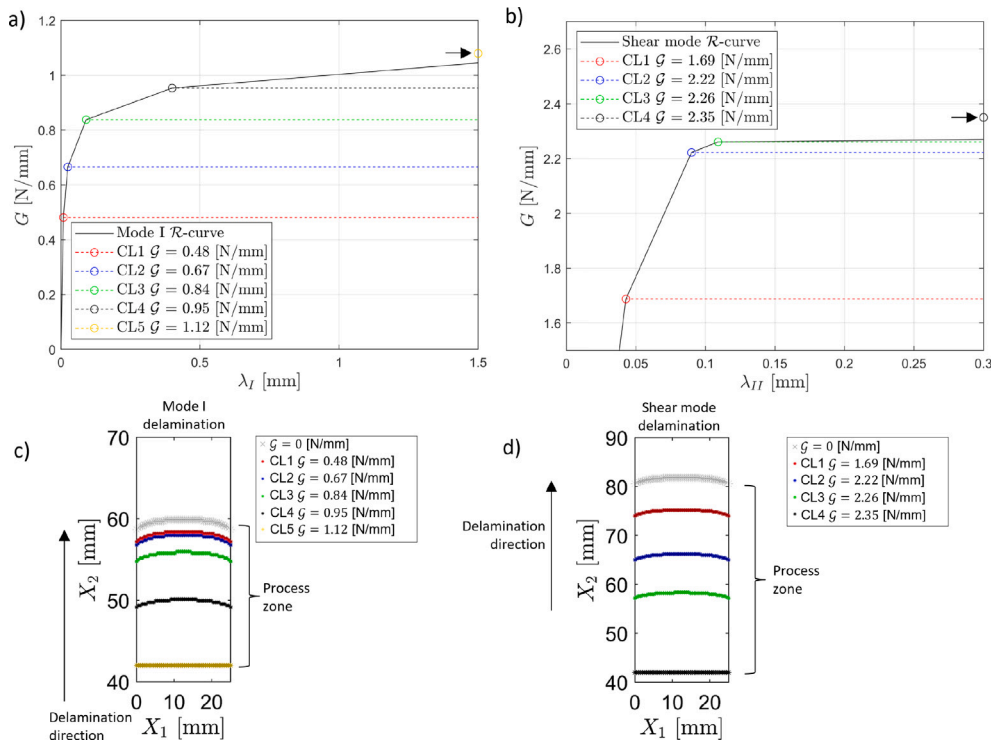 a)
1.2
1
0.8
0.6
0.4
0.2
0
G [N/mm]
Mode I R-curve
CL1 G = 0.48 [N/mm]
CL2 G = 0.67 [N/mm]
CL3 G = 0.84 [N/mm]
CL4 G = 0.95 [N/mm]
CL5 G = 1.12 [N/mm]
0 0.5 1 1.5
λI [mm]
b)
2.6
2.4
2.2
2
1.8
1.6
G [N/mm]
Shear mode R-curve
CL1 G = 1.69 [N/mm]
CL2 G = 2.22 [N/mm]
CL3 G = 2.26 [N/mm]
CL4 G = 2.35 [N/mm]
0 0.05 0.1 0.15 0.2 0.25 0.3
λII [mm]
c)
Mode I
delamination
70
60
50
40
X2 [mm]
0 10 20
X1 [mm]
G = 0 [N/mm]
CL1 G = 0.48 [N/mm]
CL2 G = 0.67 [N/mm]
CL3 G = 0.84 [N/mm]
CL4 G = 0.95 [N/mm]
CL5 G = 1.12 [N/mm]
Process
zone
Delamination
direction
d)
Shear mode
delamination
90
80
70
60
50
40
X2 [mm]
0 10 20
X1 [mm]
G = 0 [N/mm]
CL1 G = 1.69 [N/mm]
CL2 G = 2.22 [N/mm]
CL3 G = 2.26 [N/mm]
CL4 G = 2.35 [N/mm]
Delamination
direction
Process
zone